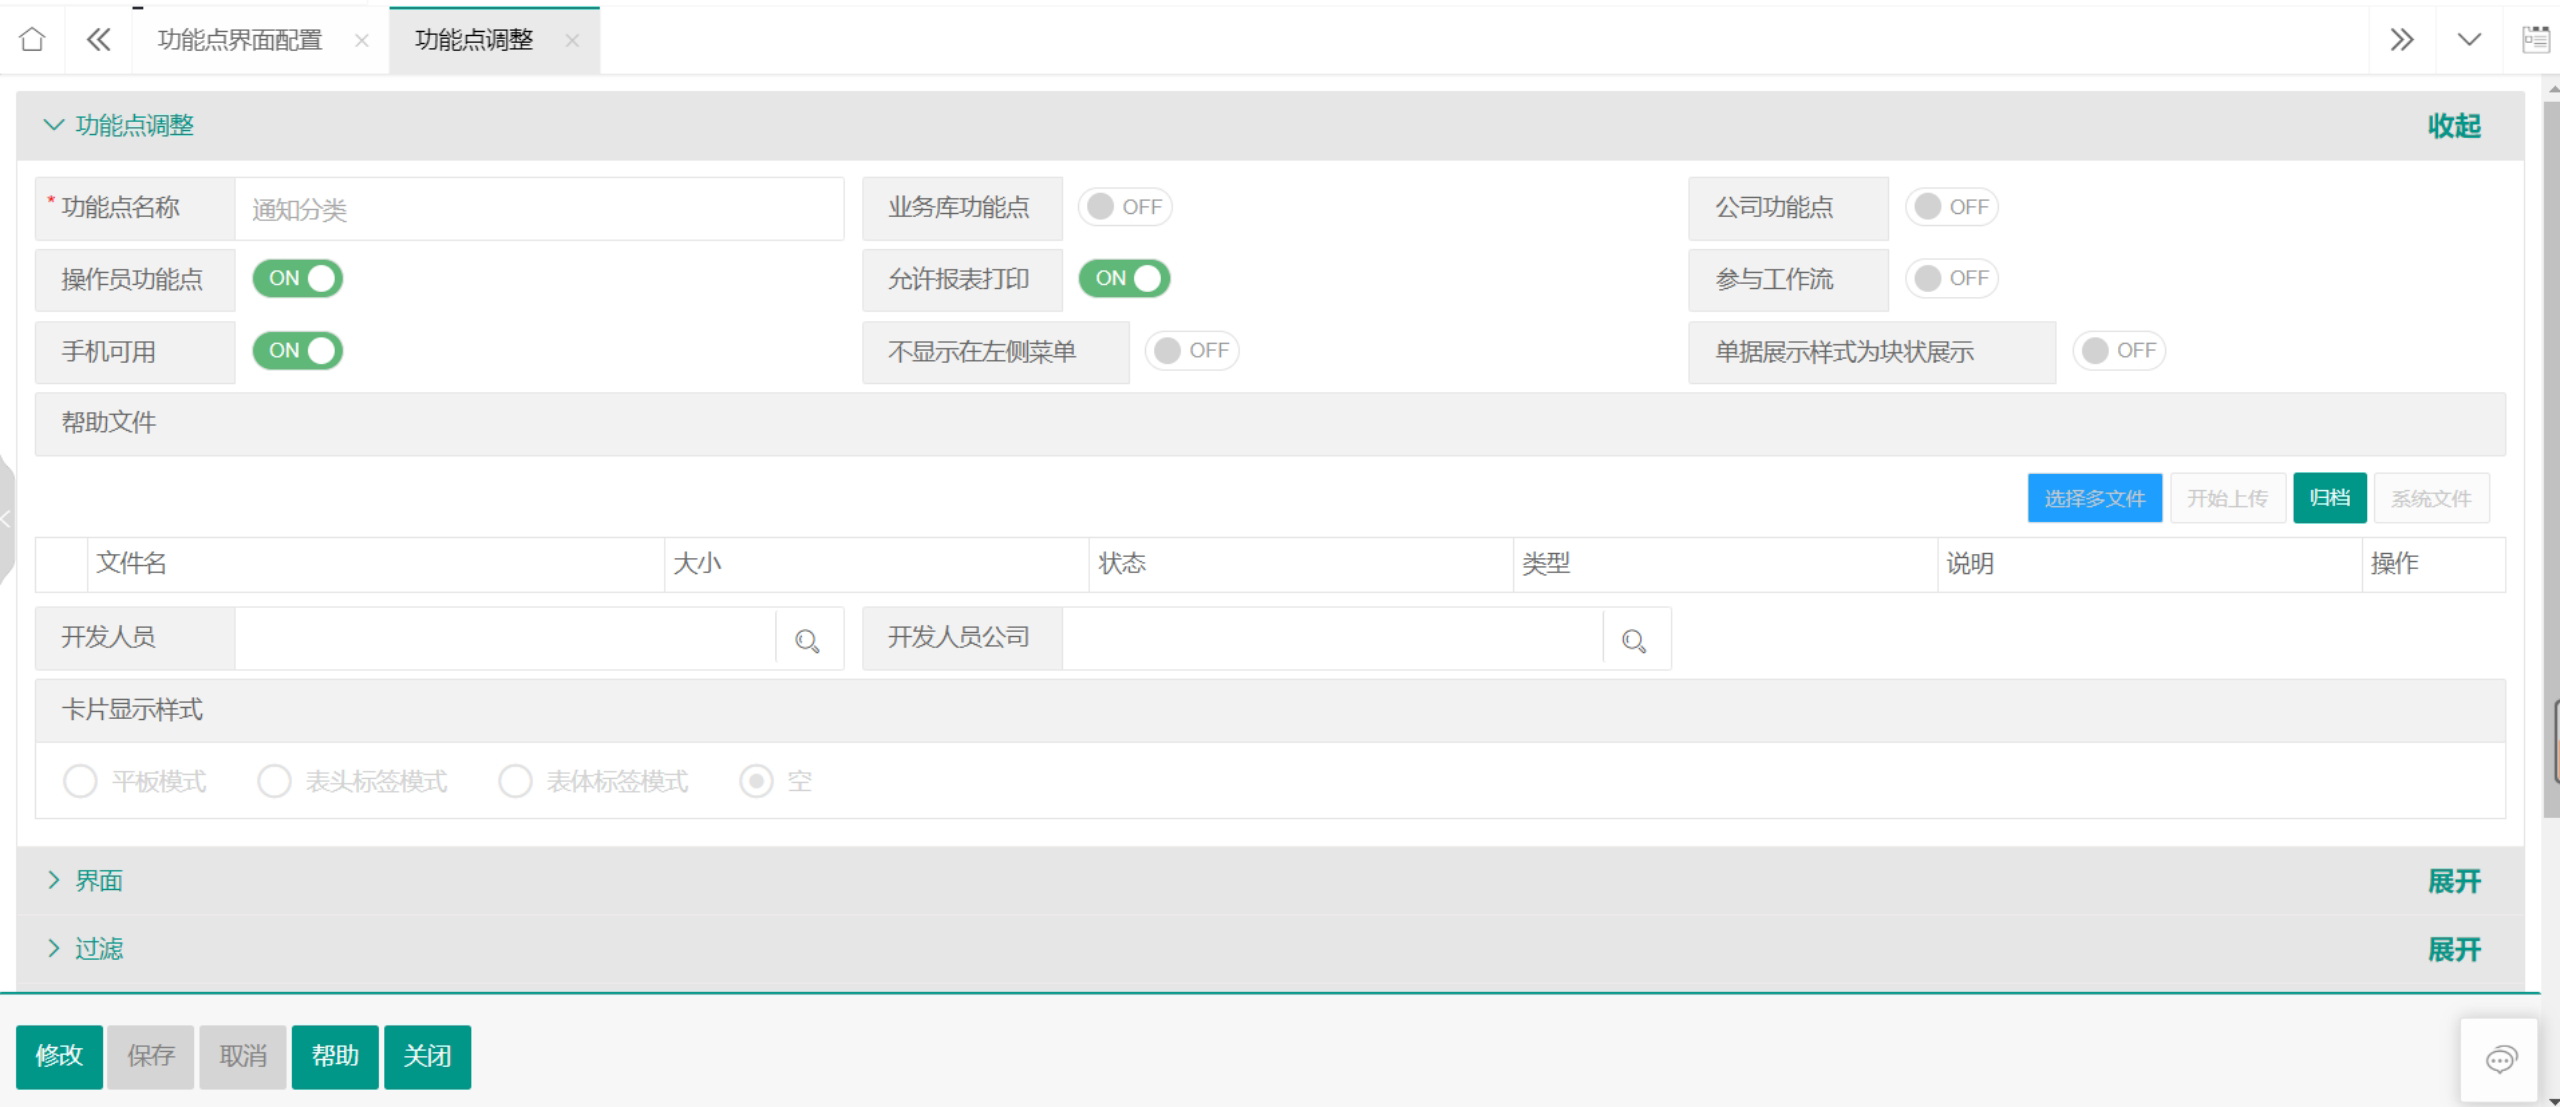 功能点界面配置 功能点调整
功能点调整 收起
* 功能点名称 通知分类 业务库功能点 OFF 公司功能点 OFF
操作员功能点 ON 允许报表打印 ON 参与工作流 OFF
手机可用 ON 不显示在左侧菜单 OFF 单据展示样式为块状展示 OFF
帮助文件
选择多文件 开始上传 归档 系统文件
文件名 大小 状态 类型 说明 操作
开发人员 开发人员公司
卡片显示样式
平板模式 表头标签模式 表体标签模式 空
界面 展开
过滤 展开
修改 保存 取消 帮助 关闭